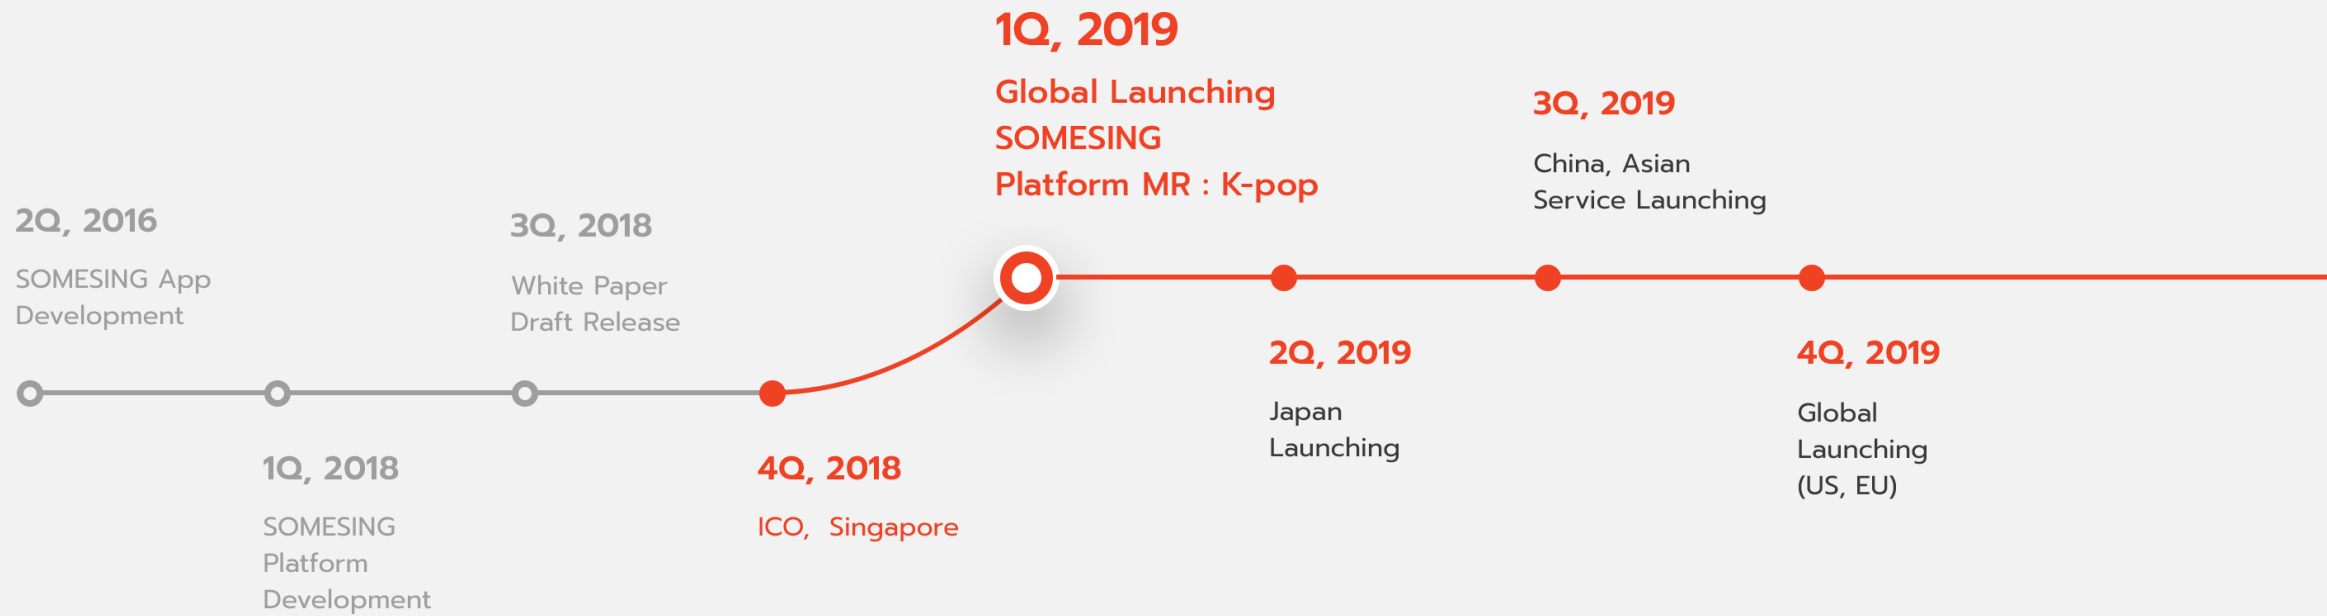 2Q, 2016
SOMESING App
Development
1Q, 2018
SOMESING
Platform
Development
3Q, 2018
White Paper
Draft Release
4Q, 2018
ICO,  Singapore
1Q, 2019
Global Launching
SOMESING
Platform MR : K-pop
2Q, 2019
Japan
Launching
3Q, 2019
China, Asian
Service Launching
4Q, 2019
Global
Launching
(US, EU)